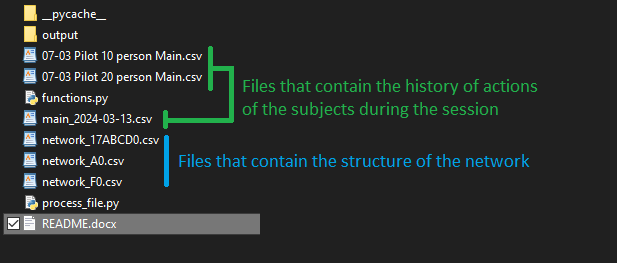 __pycache__
output
07-03 Pilot 10 person Main.csv
07-03 Pilot 20 person Main.csv
functions.py
main_2024-03-13.csv
network_17ABCD0.csv
network_A0.csv
network_F0.csv
process_file.py
README.docx
Files that contain the history of actions
of the subjects during the session
Files that contain the structure of the network